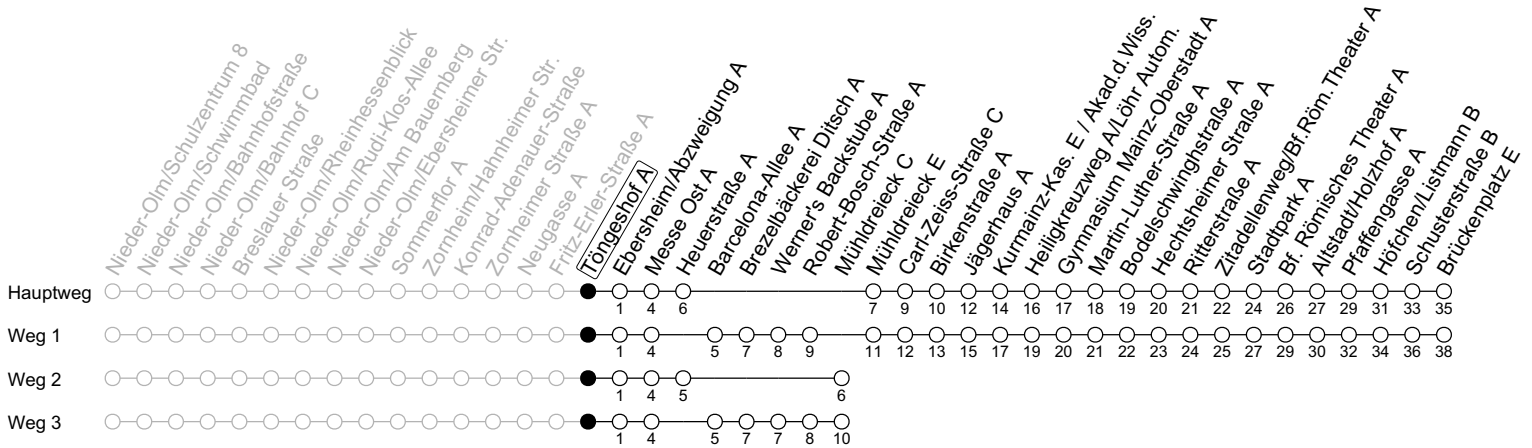 Nieder-Olm/Schulzentrum 8
Nieder-Olm/Schwimmbad
Nieder-Olm/Bahnhofstraße
Nieder-Olm/Bahnhof C
Breslauer Straße
Nieder-Olm/Rheinhessenblick
Nieder-Olm/Rudi-Klos-Allee
Nieder-Olm/Am Bauernberg
Nieder-Olm/Ebersheimer Str.
Sommerflor A
Zornheim/Hahnheimer Str.
Konrad-Adenauer-Straße
Zornheimer Straße A
Neugasse A
Fritz-Erler-Straße A
Töngeshof A
Ebersheim/Abzweigung A
Messe Ost A
Heuerstraße A
Barcelona-Allee A
Brezelbäckerei Ditsch A
Werner's Backstube A
Robert-Bosch-Straße A
Mühldreieck C
Mühldreieck E
Carl-Zeiss-Straße C
Birkenstraße A
Jägerhaus A
Kurmainz-Kas. E / Akad.d.Wiss.
Heiligkreuzweg A/Löhr Autom.
Gymnasium Mainz-Oberstadt A
Martin-Luther-Straße A
Bodelschwinghstraße A
Hechtsheimer Straße A
Ritterstraße A
Zitadellenweg/Bf.Röm.Theater A
Stadtpark A
Bf. Römisches Theater A
Altstadt/Holzhof A
Pfaffengasse A
Höfchen/Listmann B
Schusterstraße B
Brückenplatz E
Hauptweg
1 4 6 7 9 10 12 14 16 17 18 19 20 21 22 24 26 27 29 31 33 35
Weg 1
1 4 5 7 8 9 11 12 13 15 17 19 20 21 22 23 24 25 27 29 30 32 34 36 38
Weg 2
1 4 5 6
Weg 3
1 4 5 7 7 8 10